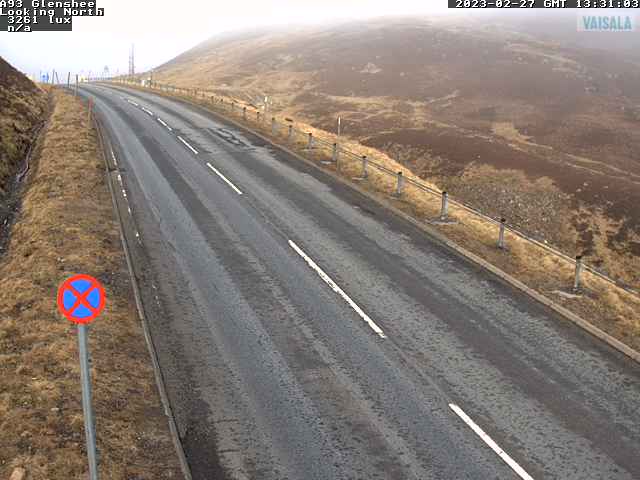 A93 Glenshee
Looking North
3261 lux
n/a
2023-02-27 GMT 13:31:03
VAISALA